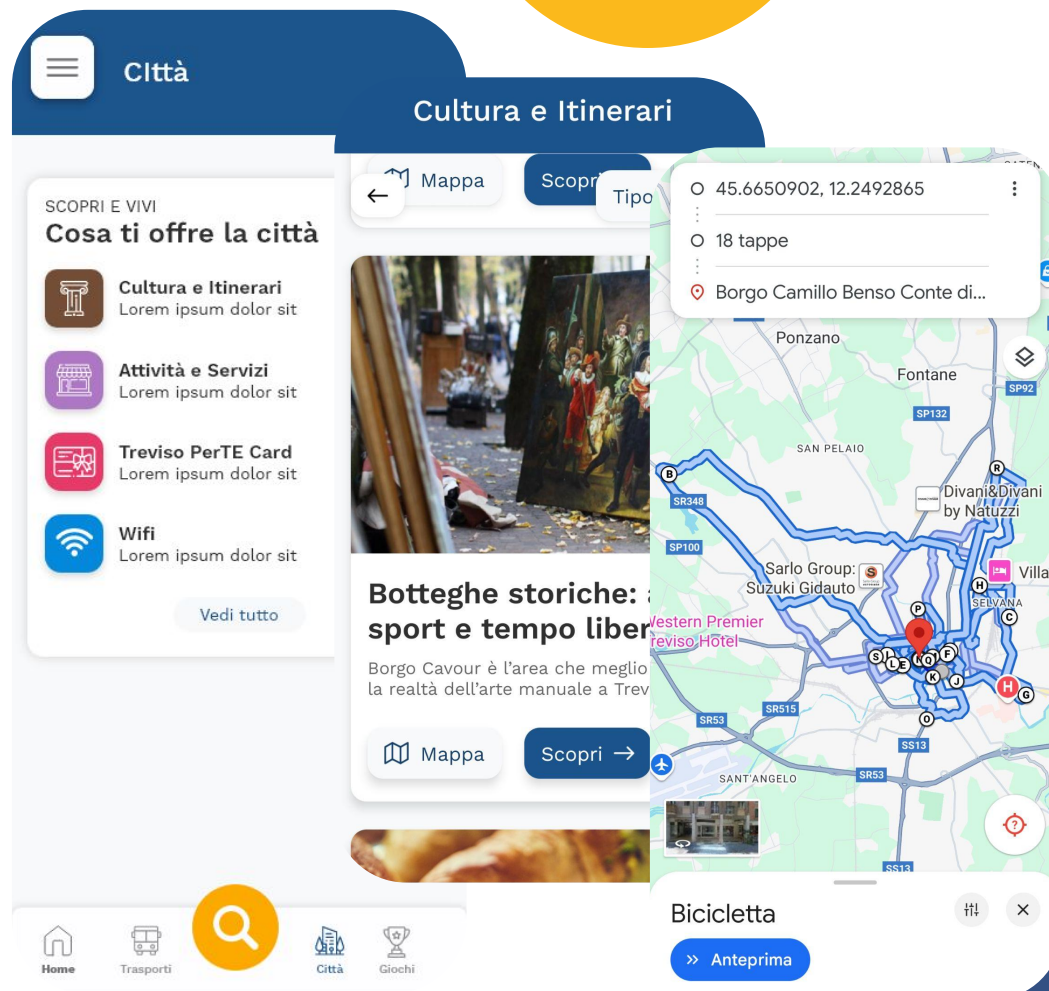 CIttà
SCOPRI E VIVI
Cosa ti offre la città
Cultura e Itinerari
Lorem ipsum dolor sit
Attività e Servizi
Lorem ipsum dolor sit
Treviso PerTE Card
Lorem ipsum dolor sit
Wifi
Lorem ipsum dolor sit
Vedi tutto
Home
Trasporti
Città
Giochi
Cultura e Itinerari
Mappa
Scopri
Tipo
Botteghe storiche:
sport e tempo liber
Borgo Cavour è l'area che meglio
la realtà dell'arte manuale a Trev
Mappa
Scopri →
45.6650902, 12.2492865
18 tappe
Borgo Camillo Benso Conte di...
Ponzano
Fontane
SP92
SP132
SAN PELAIO
B
R
SR348
Divani&Divani
by Natuzzi
SP100
Sarlo Group:
Suzuki Gidauto
S
H
Villa
SELVANA
P
C
Western Premier
Treviso Hotel
S
L
E
N
Q
F
K
J
H
G
O
SR515
SR53
SS13
SANT'ANGELO
SR53
SS13
Bicicletta
Anteprima